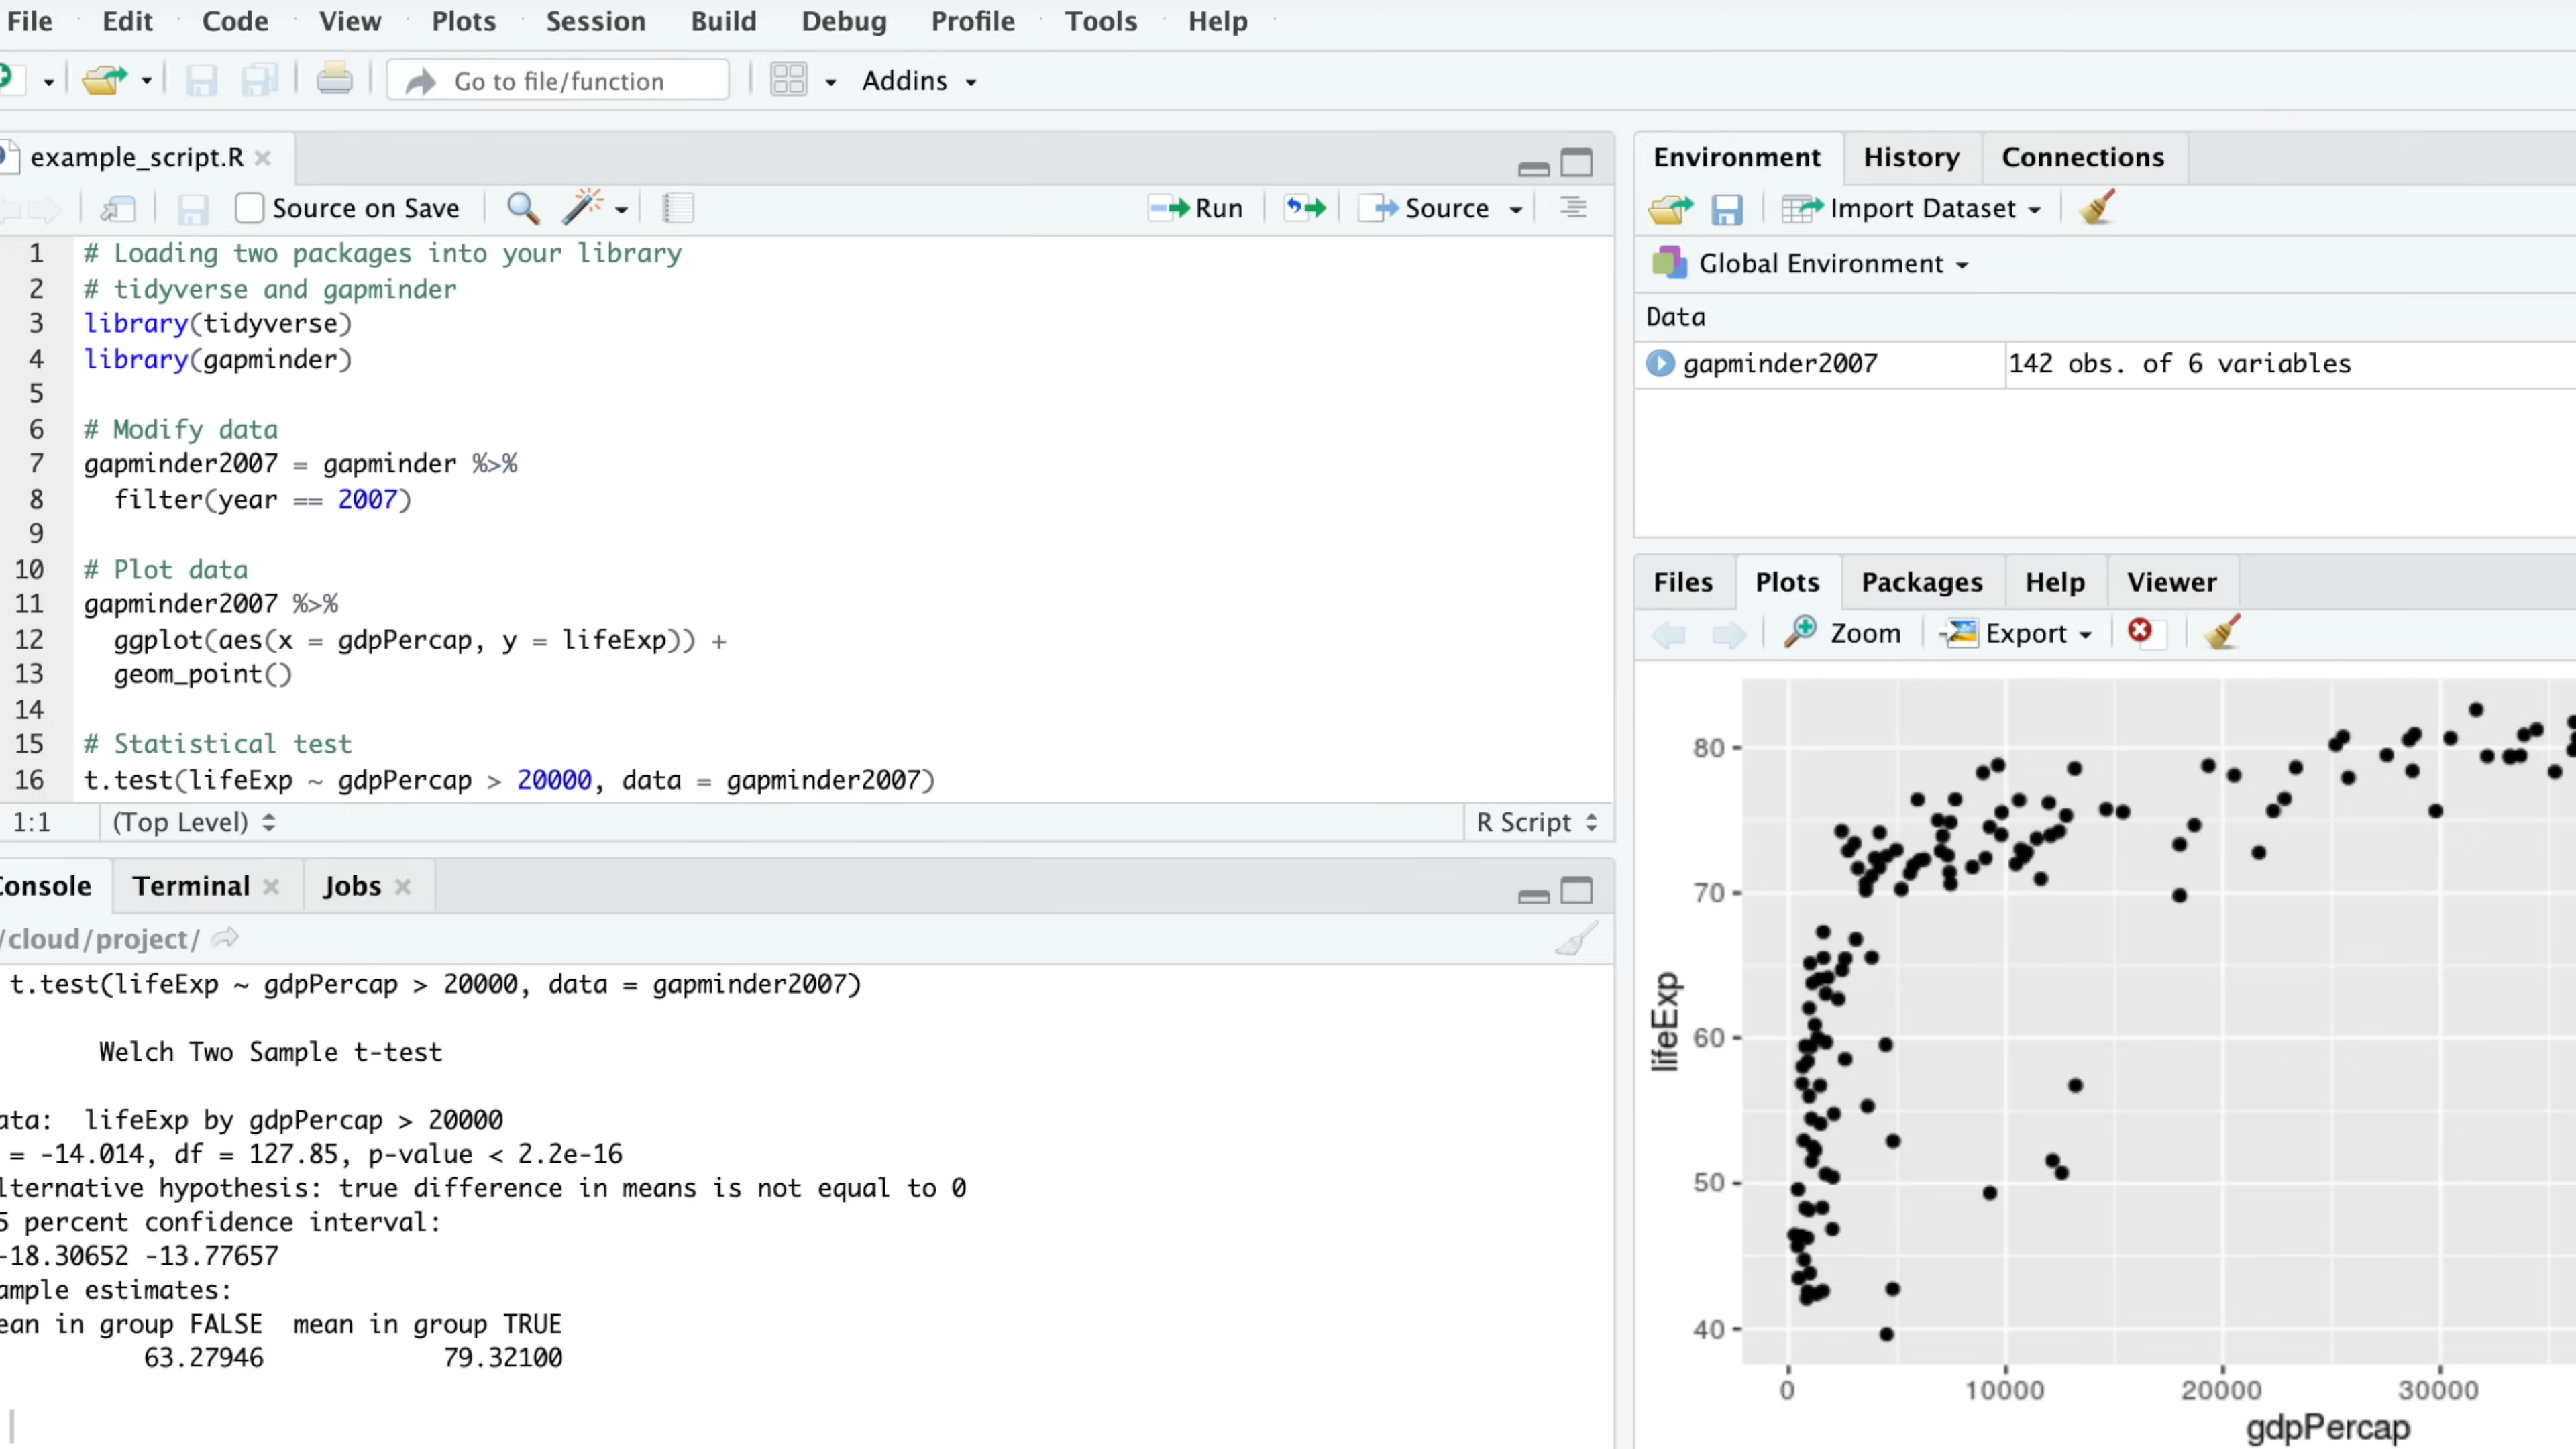 File Edit Code View Plots Session Build Debug Profile Tools Help
Go to file/function Addins
example_script.R
Source on Save Run Source
1 # Loading two packages into your library
2 # tidyverse and gapminder
3 library(tidyverse)
4 library(gapminder)
5
6 # Modify data
7 gapminder2007 = gapminder %>%
8 filter(year == 2007)
9
10 # Plot data
11 gapminder2007 %>%
12 ggplot(aes(x = gdpPercap, y = lifeExp)) +
13 geom_point()
14
15 # Statistical test
16 t.test(lifeExp ~ gdpPercap > 20000, data = gapminder2007)
1:1 (Top Level) R Script
onsole Terminal Jobs
/cloud/project/
t.test(lifeExp ~ gdpPercap > 20000, data = gapminder2007)
Welch Two Sample t-test
ata: lifeExp by gdpPercap > 20000
= -14.014, df = 127.85, p-value < 2.2e-16
lternative hypothesis: true difference in means is not equal to 0
5 percent confidence interval:
-18.30652 -13.77657
ample estimates:
ean in group FALSE mean in group TRUE
63.27946 79.32100
Environment History Connections
Import Dataset
Global Environment
Data
gapminder2007 142 obs. of 6 variables
Files Plots Packages Help Viewer
Zoom Export
80
70
60
50
40
lifeExp
0 10000 20000 30000
gdpPercap